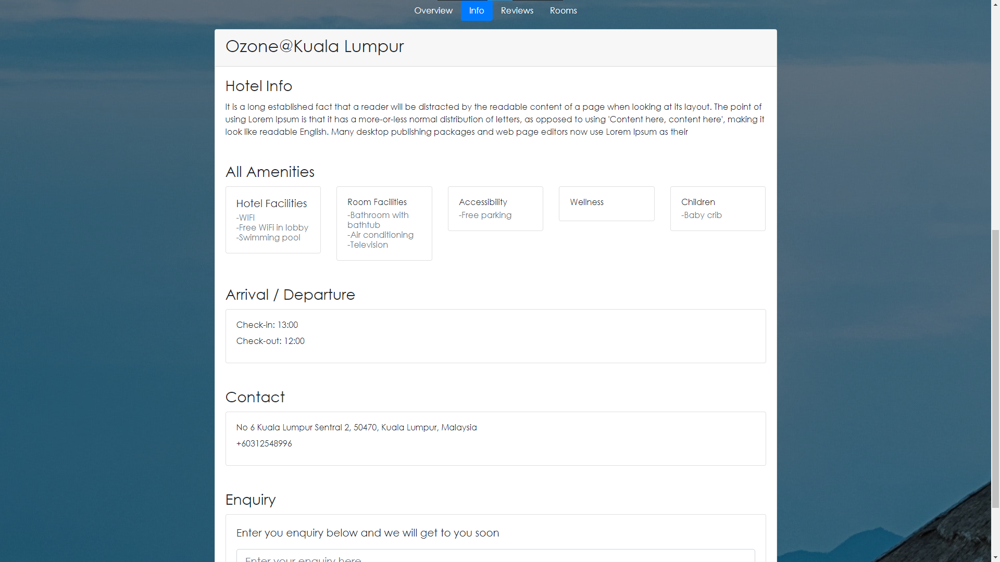 Overview Info Reviews Rooms
Ozone@Kuala Lumpur
Hotel Info
It is a long established fact that a reader will be distracted by the readable content of a page when looking at its layout. The point of
using Lorem Ipsum is that it has a more-or-less normal distribution of letters, as opposed to using 'Content here, content here', making it
look like readable English. Many desktop publishing packages and web page editors now use Lorem Ipsum as their
All Amenities
Hotel Facilities
-WIFI
-Free WiFi in lobby
-Swimming pool
Room Facilities
-Bathroom with
bathtub
-Air conditioning
-Television
Accessibility
-Free parking
Wellness
Children
-Baby crib
Arrival / Departure
Check-in: 13:00
Check-out: 12:00
Contact
No 6 Kuala Lumpur Sentral 2, 50470, Kuala Lumpur, Malaysia
+60312548996
Enquiry
Enter you enquiry below and we will get to you soon
Enter your enquiry here